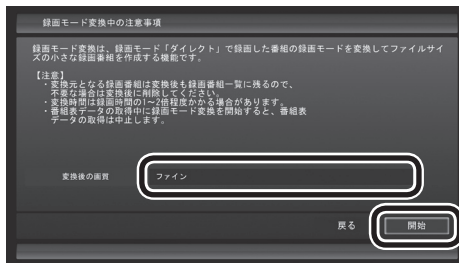 録画モード変換中の注意事項
録画モード変換は、録画モード「ダイレクト」で録画した番組の録画モードを変換してファイルサイ
ズの小さな録画番組を作成する機能です。
【注意】
・変換元となる録画番組は変換後も録画番組一覧に残るので、
不要な場合は変換後に削除してください。
・変換時間は録画時間の1~2倍程度かかる場合があります。
・番組表データの取得中に録画モード変換を開始すると、番組表
データの取得は中止します。
変換後の画質 ファイン
戻る 開始